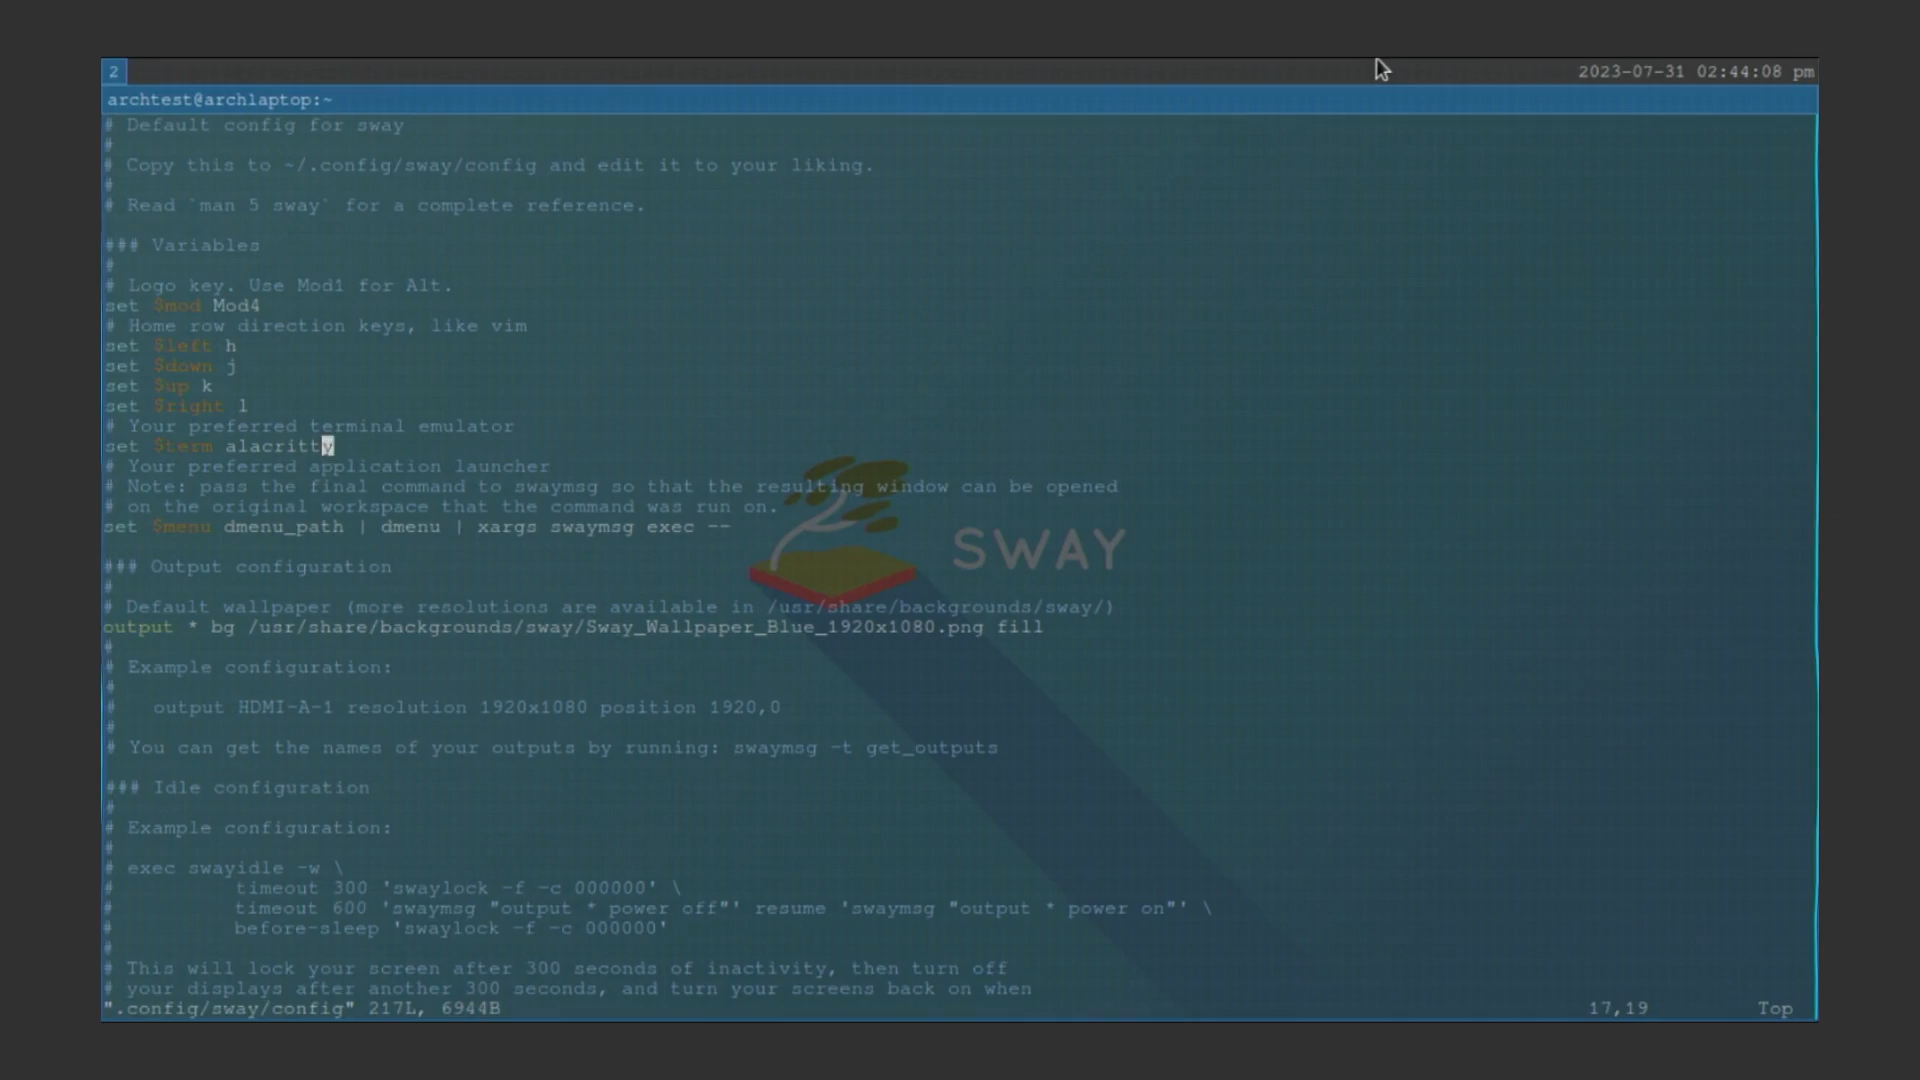 2
2023-07-31 02:44:08 pm
archtest@archlaptop:~
# Default config for sway
#
# Copy this to ~/.config/sway/config and edit it to your liking.
#
# Read `man 5 sway` for a complete reference.
### Variables
#
# Logo key. Use Mod1 for Alt.
set $mod Mod4
# Home row direction keys, like vim
set $left h
set $down j
set $up k
set $right l
# Your preferred terminal emulator
set $term alacritty
# Your preferred application launcher
# Note: pass the final command to swaymsg so that the resulting window can be opened
# on the original workspace that the command was run on.
set $menu dmenu_path | dmenu | xargs swaymsg exec --
SWAY
### Output configuration
#
# Default wallpaper (more resolutions are available in /usr/share/backgrounds/sway/)
output * bg /usr/share/backgrounds/sway/Sway_Wallpaper_Blue_1920x1080.png fill
#
# Example configuration:
#
#   output HDMI-A-1 resolution 1920x1080 position 1920,0
#
# You can get the names of your outputs by running: swaymsg -t get_outputs
### Idle configuration
#
# Example configuration:
#
# exec swayidle -w \
#          timeout 300 'swaylock -f -c 000000' \
#          timeout 600 'swaymsg "output * power off"' resume 'swaymsg "output * power on"' \
#          before-sleep 'swaylock -f -c 000000'
#
# This will lock your screen after 300 seconds of inactivity, then turn off
# your displays after another 300 seconds, and turn your screens back on when
".config/sway/config" 217L, 6944B
17,19
Top